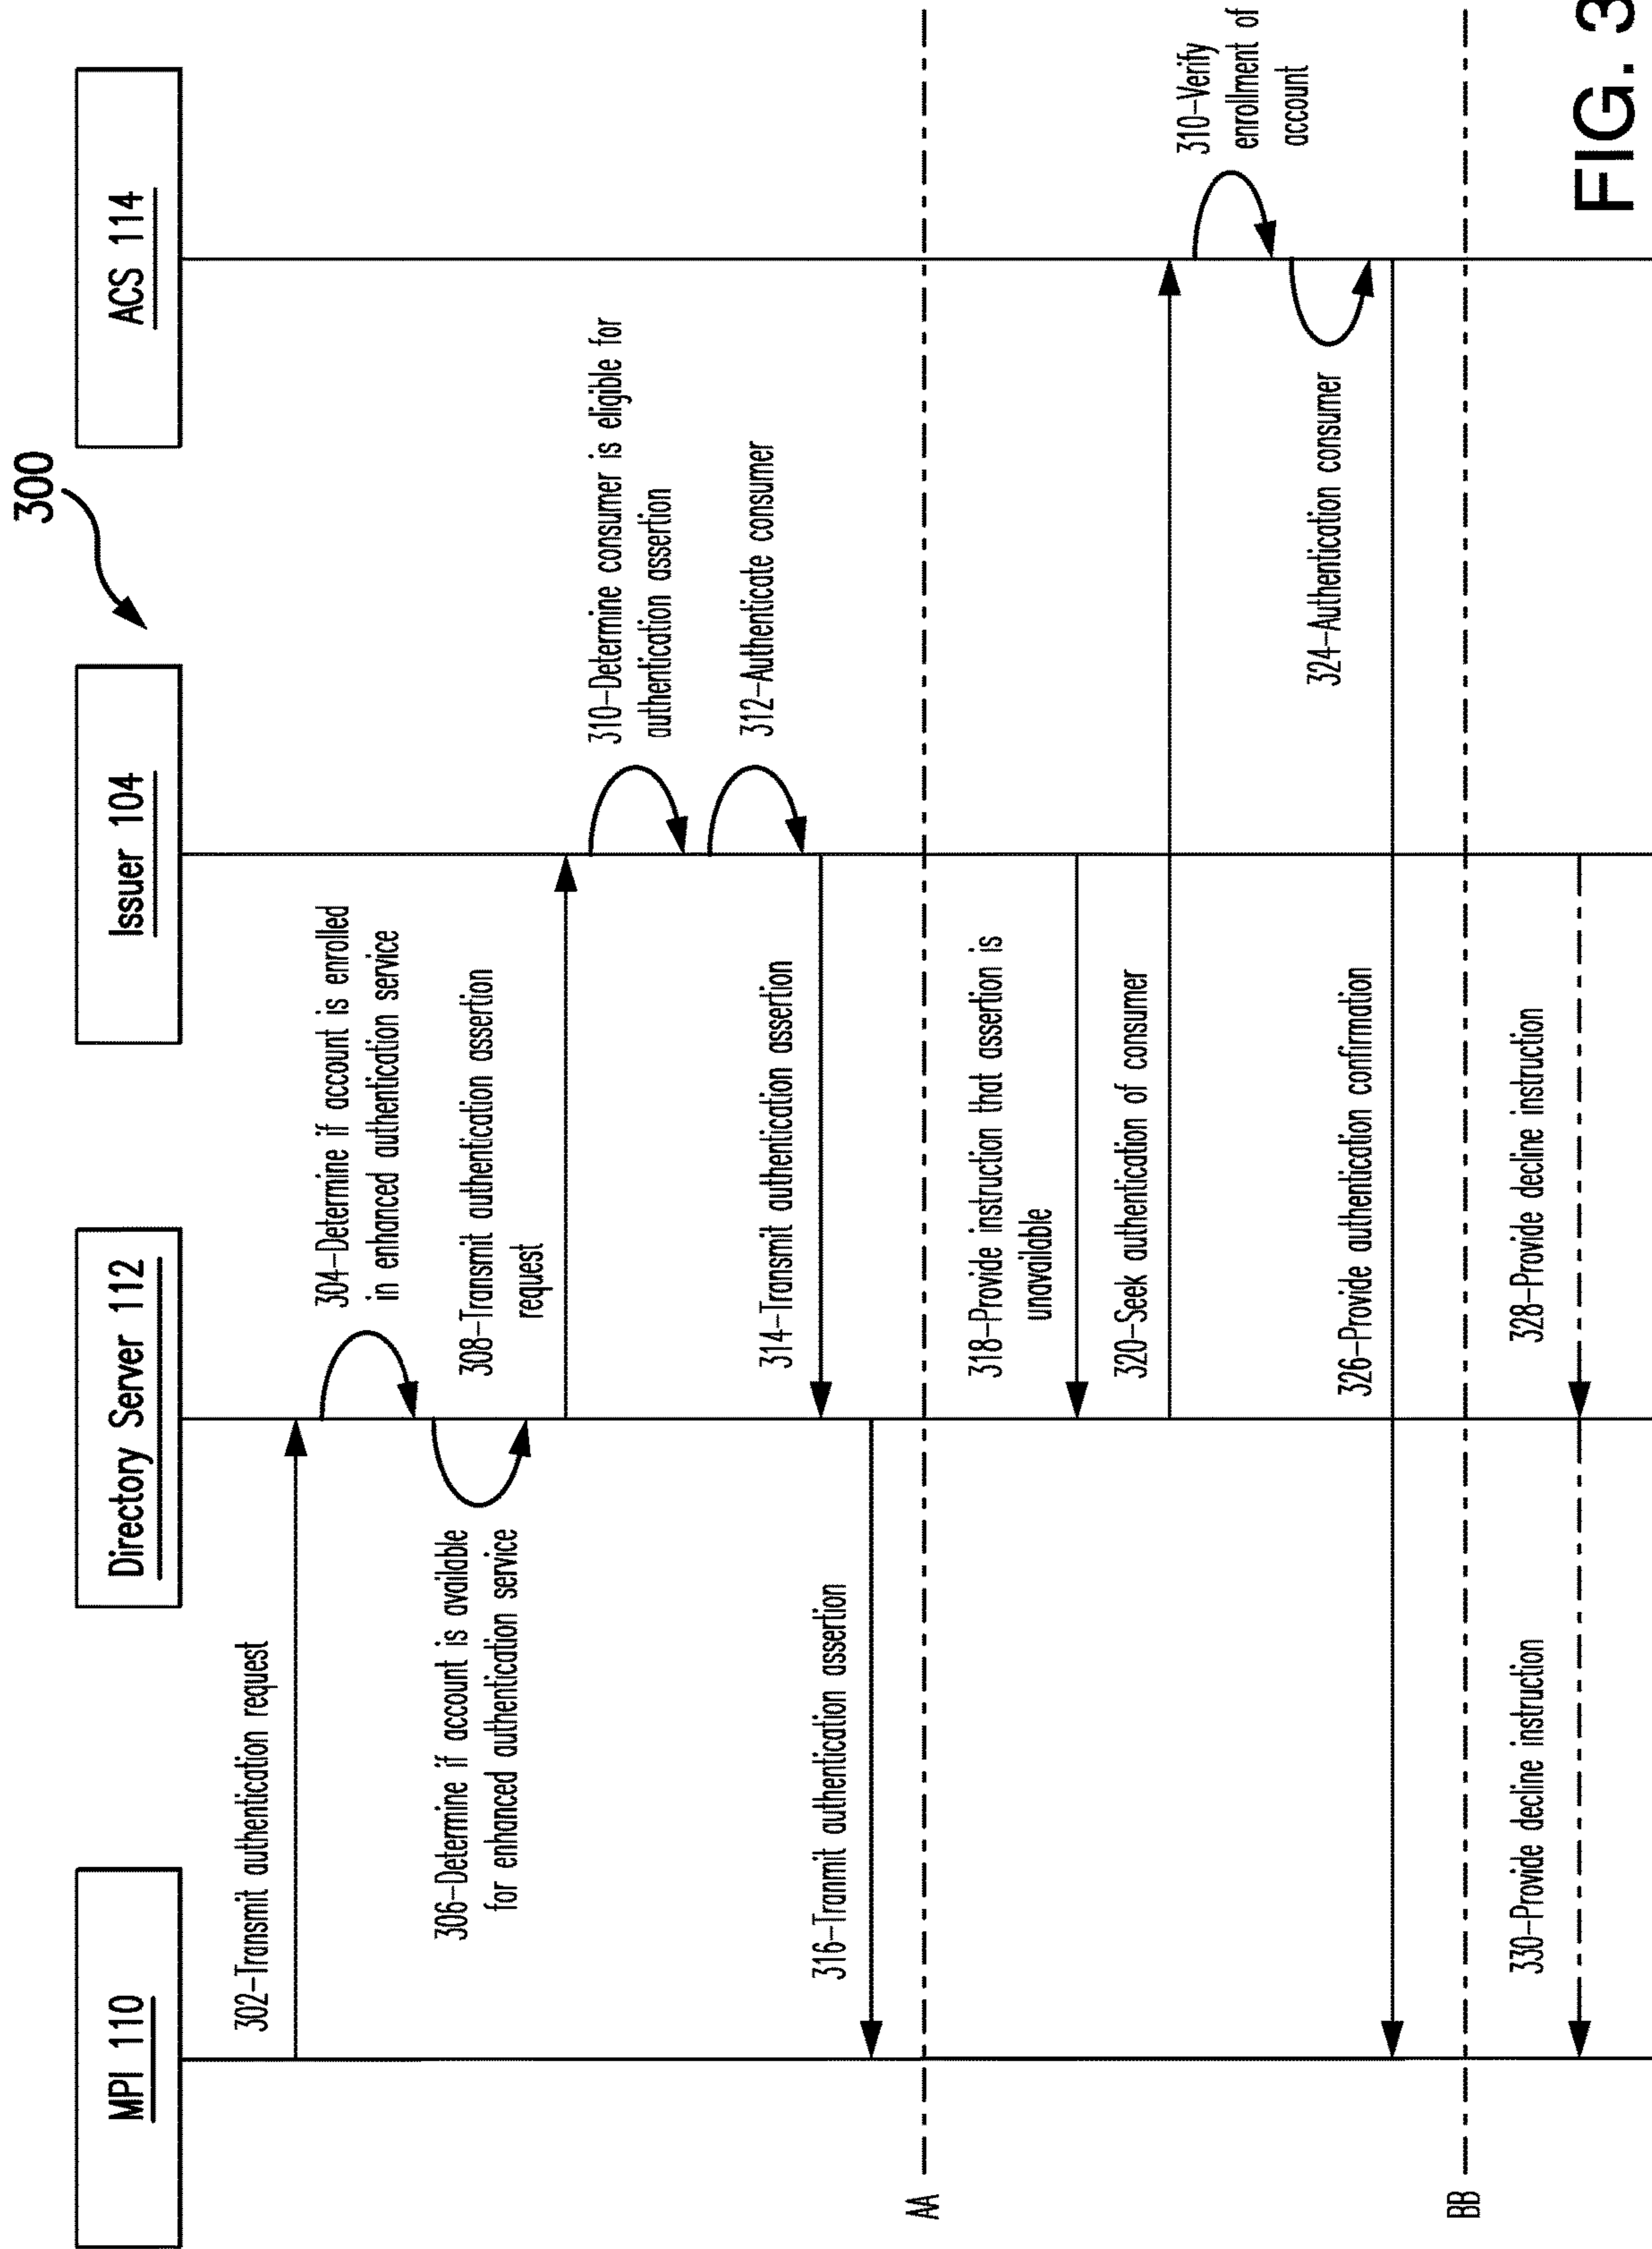 300
MPI 110
Directory Server 112
Issuer 104
ACS 114
302-Transmit authentication request
304-Determine if account is enrolled
in enhanced authentication service
306-Determine if account is available
for enhanced authentication service
308-Transmit authentication assertion
request
310-Determine consumer is eligible for
authentication assertion
312-Authenticate consumer
314-Transmit authentication assertion
316-Tranmit authentication assertion
AA
318-Provide instruction that assertion is
unavailable
320-Seek authentication of consumer
310-Verify
enrollment of
account
324-Authentication consumer
326-Provide authentication confirmation
BB
328-Provide decline instruction
330-Provide decline instruction
FIG. 3